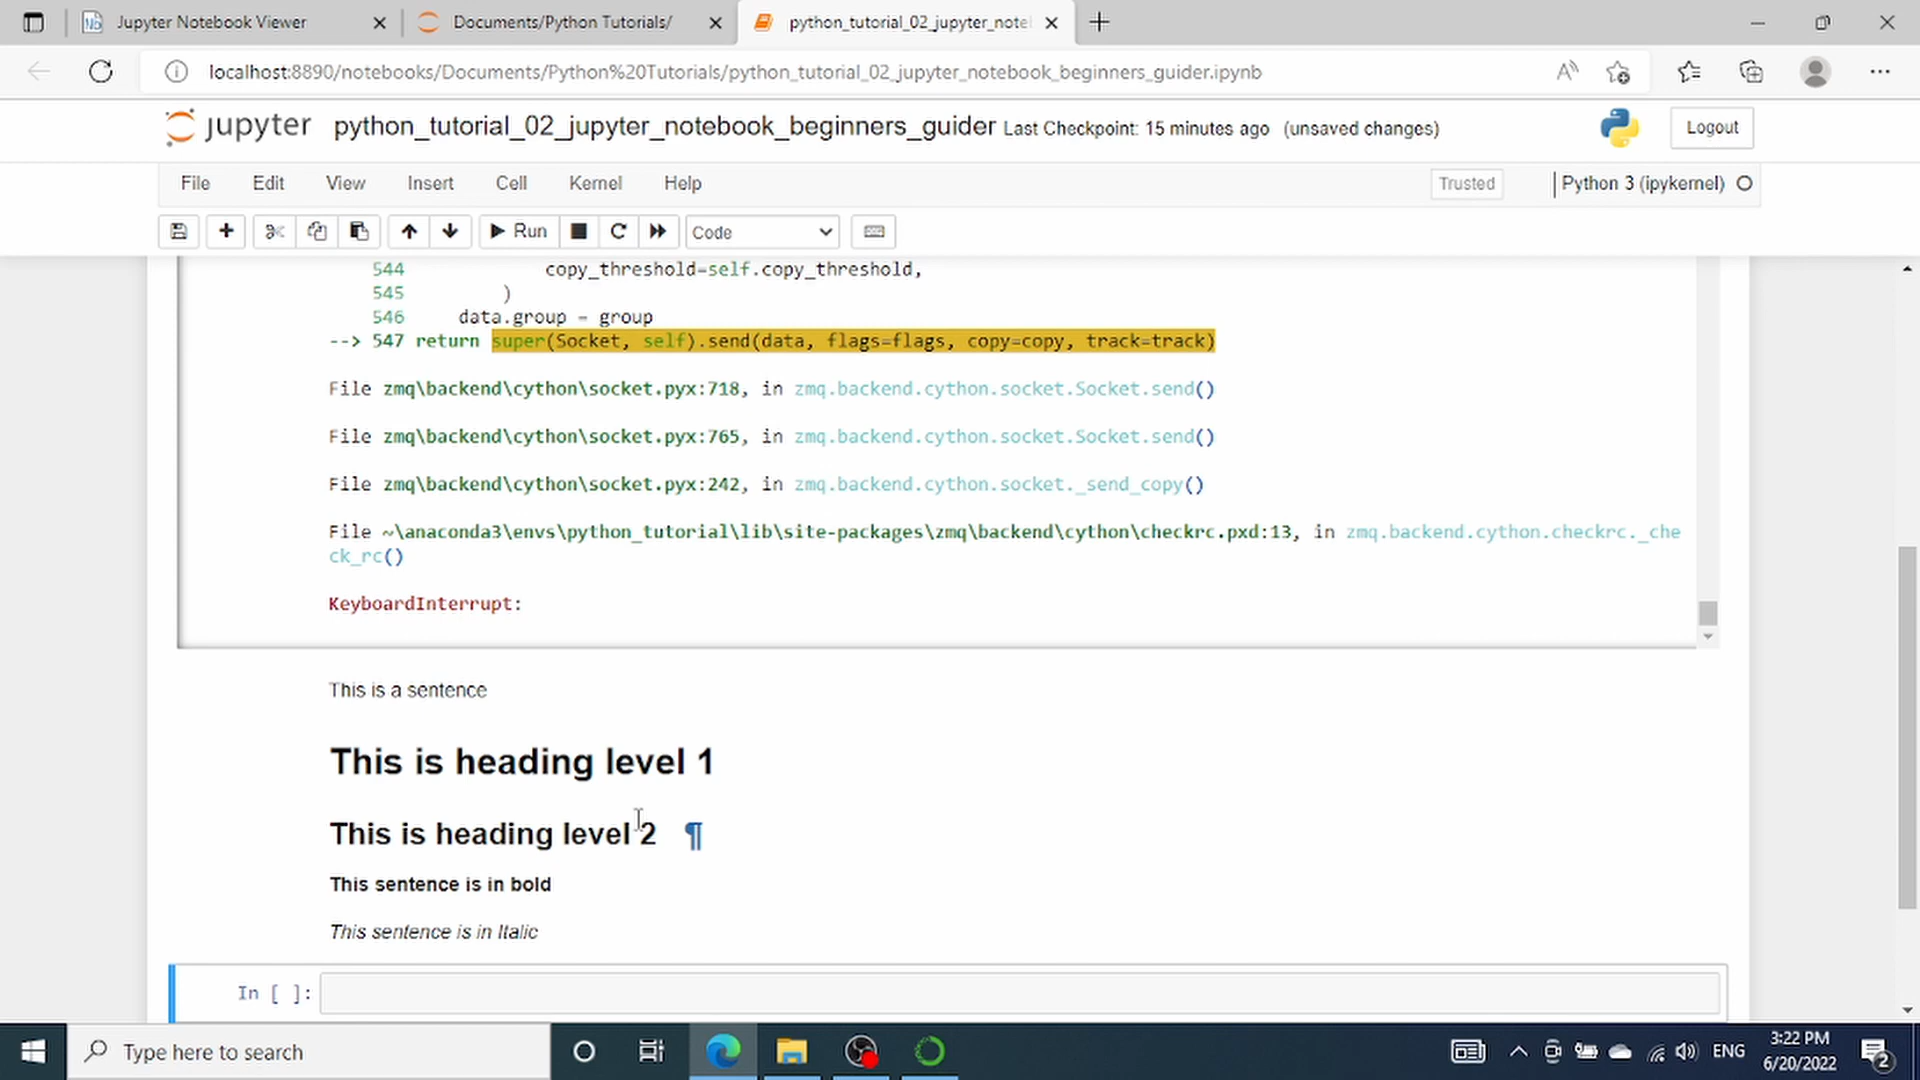 Jupyter Notebook Viewer
Documents/Python Tutorials/
python_tutorial_02_jupyter_note
localhost:8890/notebooks/Documents/Python%20Tutorials/python_tutorial_02_jupyter_notebook_beginners_guider.ipynb
jupyter python_tutorial_02_jupyter_notebook_beginners_guider Last Checkpoint: 15 minutes ago (unsaved changes)
Logout
File Edit View Insert Cell Kernel Help
Trusted
Python 3 (ipykernel)
Run
Code
544 copy_threshold=self.copy_threshold,
545 )
546 data.group = group
--> 547 return super(Socket, self).send(data, flags=flags, copy=copy, track=track)
File zmq\backend\cython\socket.pyx:718, in zmq.backend.cython.socket.Socket.send()
File zmq\backend\cython\socket.pyx:765, in zmq.backend.cython.socket.Socket.send()
File zmq\backend\cython\socket.pyx:242, in zmq.backend.cython.socket._send_copy()
File ~\anaconda3\envs\python_tutorial\lib\site-packages\zmq\backend\cython\checkrc.pxd:13, in zmq.backend.cython.checkrc._che
ck_rc()
KeyboardInterrupt:
This is a sentence
This is heading level 1
This is heading level 2 ¶
This sentence is in bold
This sentence is in Italic
In [ ]:
Type here to search
ENG
3:22 PM
6/20/2022
2